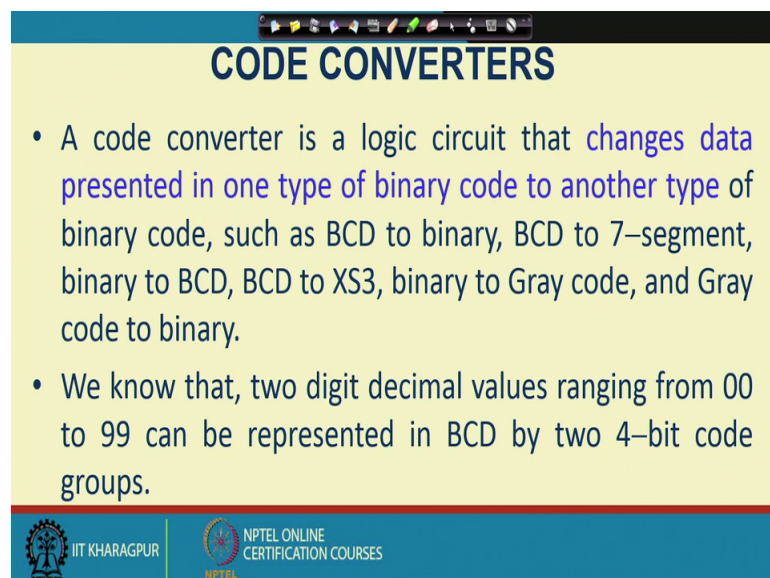 CODE CONVERTERS
• A code converter is a logic circuit that changes data
presented in one type of binary code to another type of
binary code, such as BCD to binary, BCD to 7–segment,
binary to BCD, BCD to XS3, binary to Gray code, and Gray
code to binary.
• We know that, two digit decimal values ranging from 00
to 99 can be represented in BCD by two 4–bit code
groups.
IIT KHARAGPUR
NPTEL ONLINE
CERTIFICATION COURSES
NPTEL